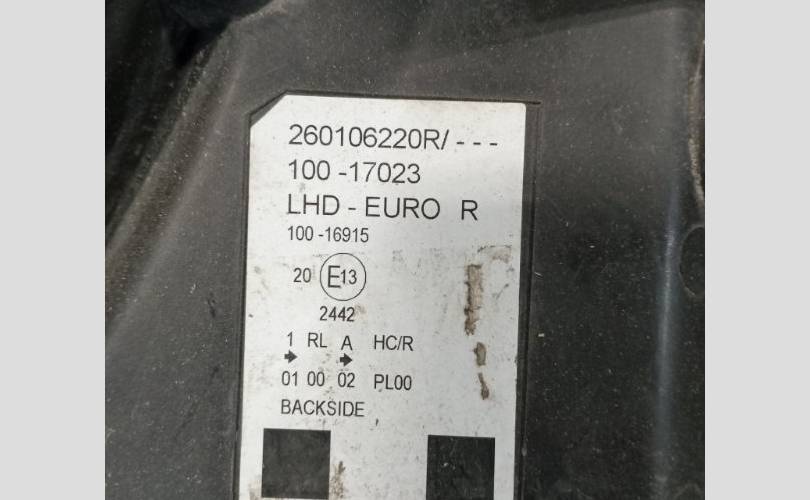 260106220R/ - - -
100 -17023
LHD - EURO R
100 -16915
20 E13
2442
1 RL A HC/R
01 00 02 PL00
BACKSIDE